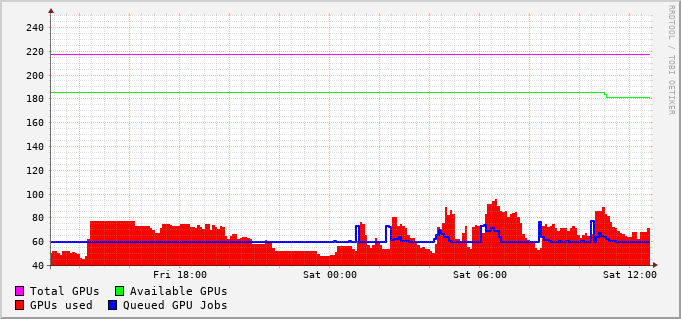 240
220
200
180
160
140
120
100
80
60
40
Fri 18:00 Sat 00:00 Sat 06:00 Sat 12:00
Total GPUs Available GPUs
GPUs used Queued GPU Jobs
RRDTOOL / TOBI OETIKER